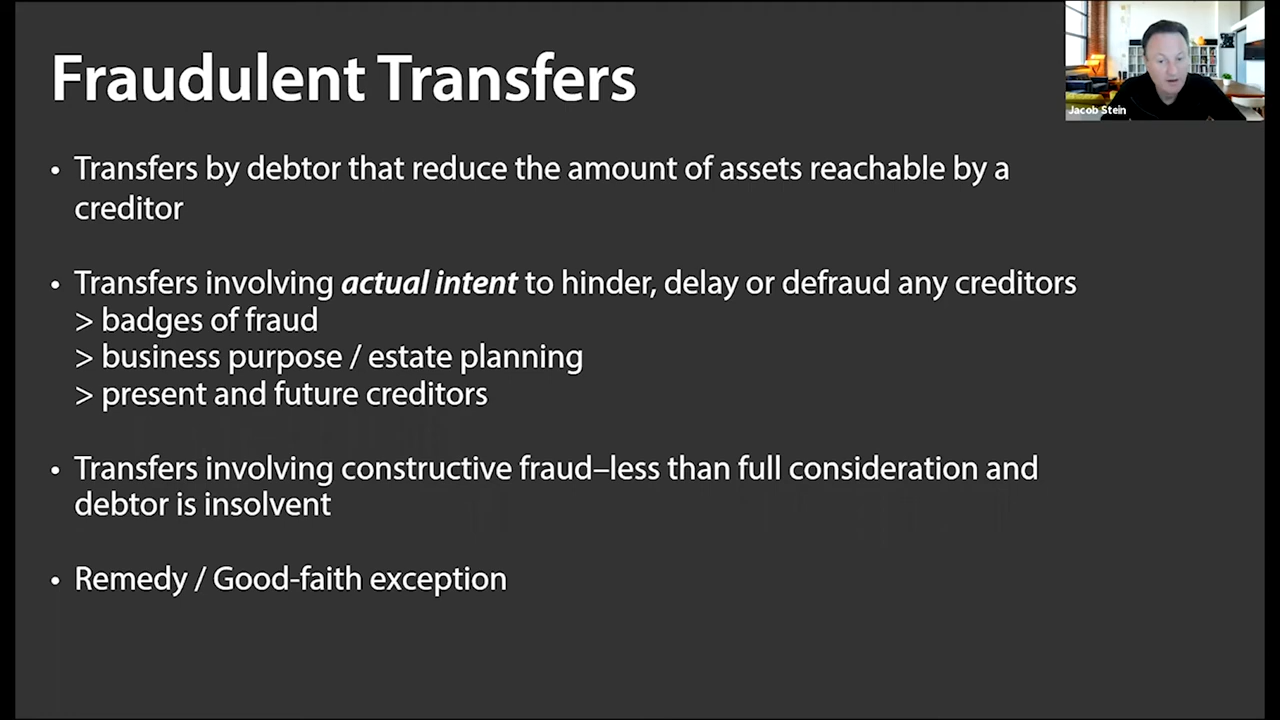 Fraudulent Transfers
Jacob Stein
• Transfers by debtor that reduce the amount of assets reachable by a
creditor
• Transfers involving actual intent to hinder, delay or defraud any creditors
> badges of fraud
> business purpose / estate planning
> present and future creditors
• Transfers involving constructive fraud–less than full consideration and
debtor is insolvent
• Remedy / Good-faith exception